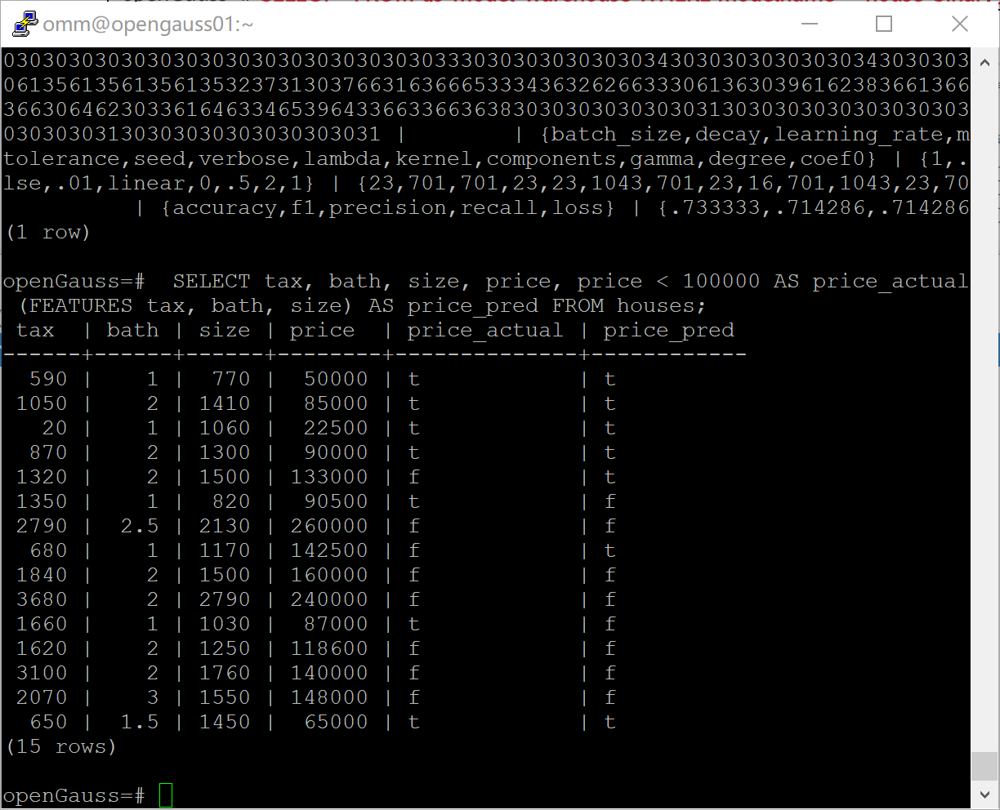 omm@opengauss01:~
03030303030303030303030303030303033303030303030303430303030303030343030303
061356135613561353237313037663163666533343632626633306136303961623836613​66
3663064623033616463346539643366336636383030303030303031303030303030303030​3
03030303130303030303030303031 |        | {batch_size,decay,learning_rate,m
tolerance,seed,verbose,lambda,kernel,components,gamma,degree,coef0} | {1,.
lse,.01,linear,0,.5,2,1} | {23,701,701,23,23,1043,701,23,16,701,1043,23,70
          | {accuracy,f1,precision,recall,loss} | {.733333,.714286,.714286
(1 row)
openGauss=#  SELECT tax, bath, size, price, price < 100000 AS price_actual
 (FEATURES tax, bath, size) AS price_pred FROM houses;
 tax  | bath | size | price  | price_actual | price_pred
------+------+------+--------+--------------+------------
  590 |    1 |  770 |  50000 | t            | t
 1050 |    2 | 1410 |  85000 | t            | t
   20 |    1 | 1060 |  22500 | t            | t
  870 |    2 | 1300 |  90000 | t            | t
 1320 |    2 | 1500 | 133000 | f            | t
 1350 |    1 |  820 |  90500 | t            | f
 2790 |  2.5 | 2130 | 260000 | f            | f
  680 |    1 | 1170 | 142500 | f            | t
 1840 |    2 | 1500 | 160000 | f            | f
 3680 |    2 | 2790 | 240000 | f            | f
 1660 |    1 | 1030 |  87000 | t            | f
 1620 |    2 | 1250 | 118600 | f            | f
 3100 |    2 | 1760 | 140000 | f            | f
 2070 |    3 | 1550 | 148000 | f            | f
  650 |  1.5 | 1450 |  65000 | t            | t
(15 rows)
openGauss=#